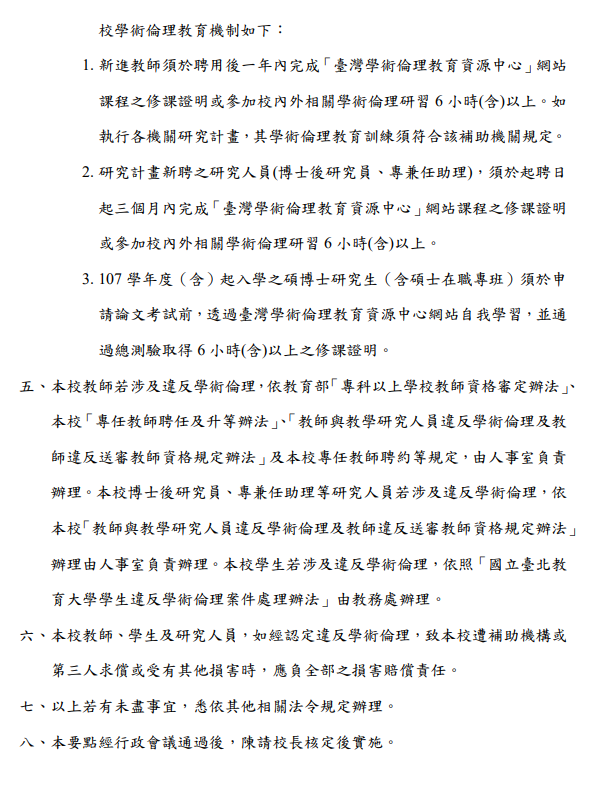 校學術倫理教育機制如下：
1. 新進教師須於聘用後一年內完成「臺灣學術倫理教育資源中心」網站
課程之修課證明或參加校內外相關學術倫理研習 6 小時(含)以上。如
執行各機關研究計畫，其學術倫理教育訓練須符合該補助機關規定。
2. 研究計畫新聘之研究人員(博士後研究員、專兼任助理)，須於起聘日
起三個月內完成「臺灣學術倫理教育資源中心」網站課程之修課證明
或參加校內外相關學術倫理研習 6 小時(含)以上。
3. 107 學年度（含）起入學之碩博士研究生（含碩士在職專班）須於申
請論文考試前，透過臺灣學術倫理教育資源中心網站自我學習，並通
過總測驗取得 6 小時(含)以上之修課證明。
五、本校教師若涉及違反學術倫理，依教育部「專科以上學校教師資格審定辦法」、
本校「專任教師聘任及升等辦法」、「教師與教學研究人員違反學術倫理及教
師違反送審教師資格規定辦法」及本校專任教師聘約等規定，由人事室負責
辦理。本校博士後研究員、專兼任助理等研究人員若涉及違反學術倫理，依
本校「教師與教學研究人員違反學術倫理及教師違反送審教師資格規定辦法」
辦理由人事室負責辦理。本校學生若涉及違反學術倫理，依照「國立臺北教
育大學學生違反學術倫理案件處理辦法」由教務處辦理。
六、本校教師、學生及研究人員，如經認定違反學術倫理，致本校遭補助機構或
第三人求償或受有其他損害時，應負全部之損害賠償責任。
七、以上若有未盡事宜，悉依其他相關法令規定辦理。
八、本要點經行政會議通過後，陳請校長核定後實施。